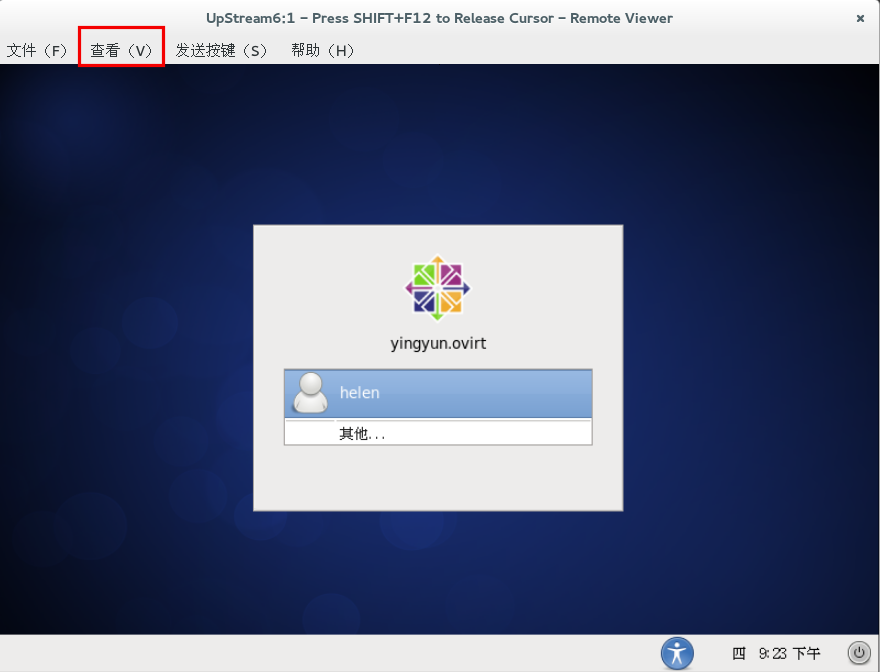 UpStream6:1 – Press SHIFT+F12 to Release Cursor – Remote Viewer
文件（F） 查看（V） 发送按键（S） 帮助（H）
yingyun.ovirt
helen
其他...
四 9:23 下午